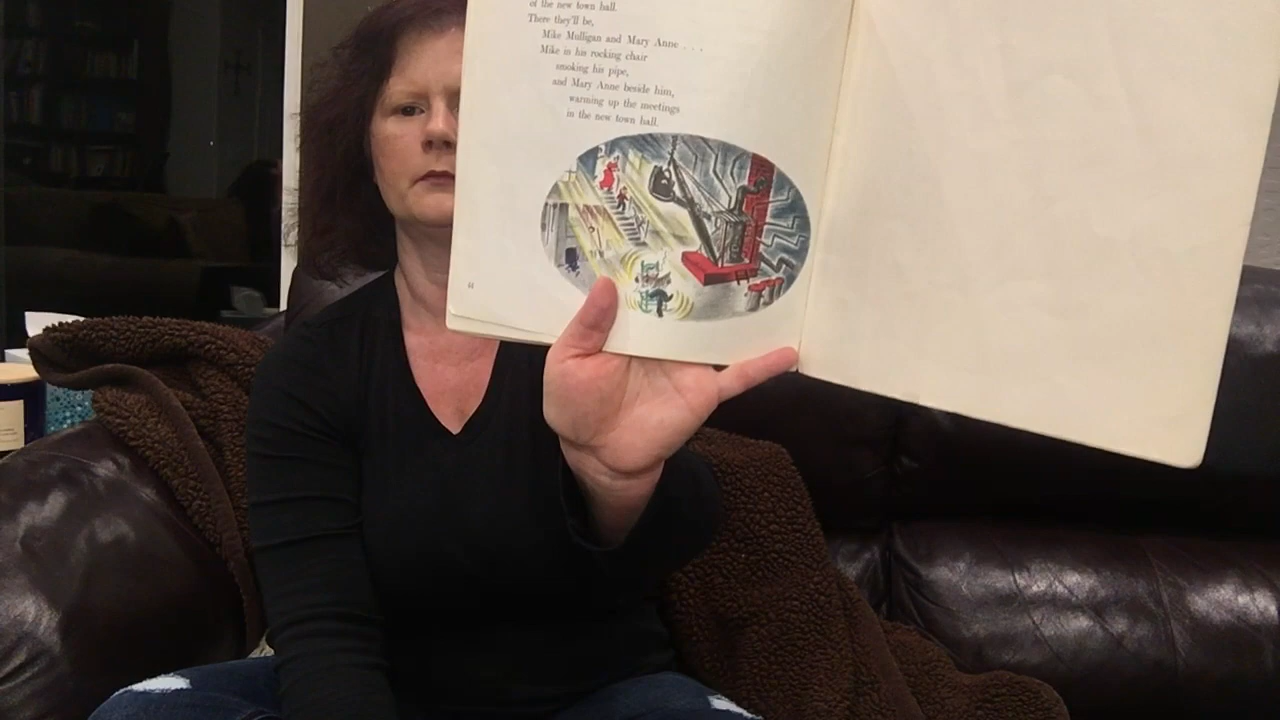 of the new town hall.
There they'll be,
Mike Mulligan and Mary Anne . . .
Mike in his rocking chair
smoking his pipe,
and Mary Anne beside him,
warming up the meetings
in the new town hall.
44